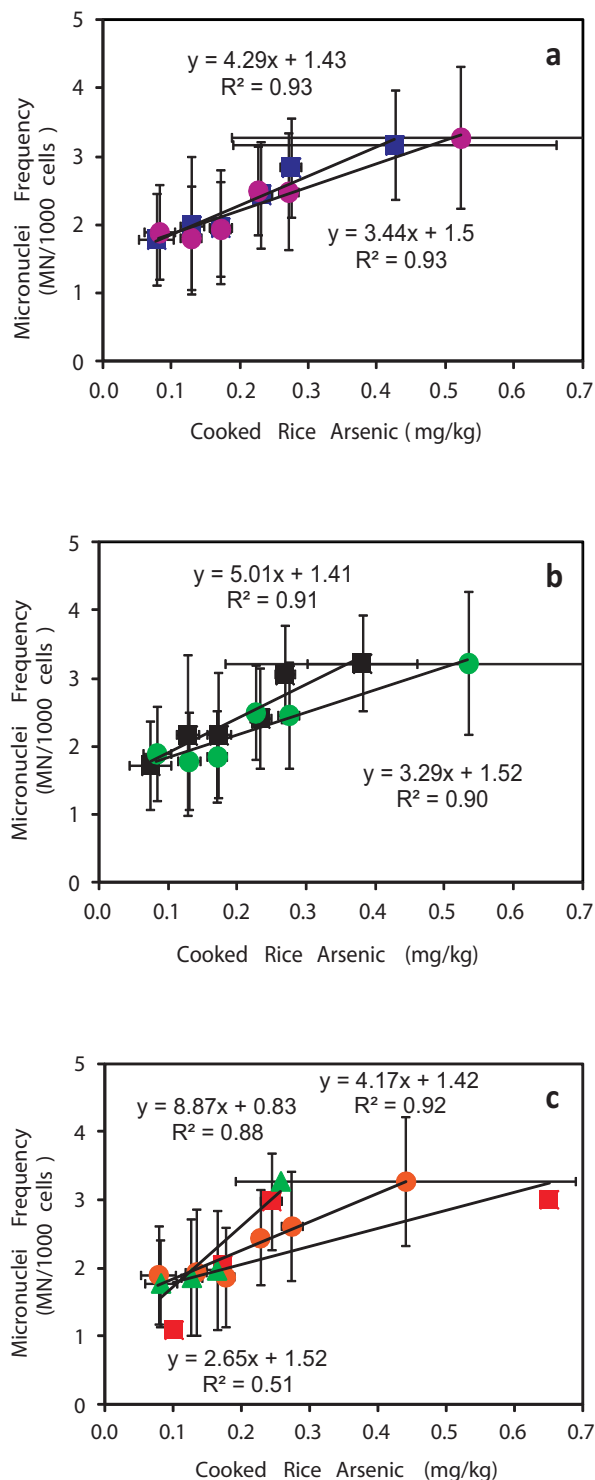 5
a
y = 4.29x + 1.43
R² = 0.93
4
3
2
y = 3.44x + 1.5
R² = 0.93
1
0
Micronuclei Frequency
(MN/1000 cells )
0.0 0.1 0.2 0.3 0.4 0.5 0.6 0.7
Cooked Rice Arsenic ( mg/kg)
5
b
y = 5.01x + 1.41
R² = 0.91
4
3
2
y = 3.29x + 1.52
R² = 0.90
1
0
Micronuclei Frequency
(MN/1000 cells )
0.0 0.1 0.2 0.3 0.4 0.5 0.6 0.7
Cooked Rice Arsenic (mg/kg)
5
c
y = 4.17x + 1.42
R² = 0.92
y = 8.87x + 0.83
R² = 0.88
4
3
2
1
y = 2.65x + 1.52
R² = 0.51
0
Micronuclei Frequency
(MN/1000 cells )
0.0 0.1 0.2 0.3 0.4 0.5 0.6 0.7
Cooked Rice Arsenic (mg/kg)